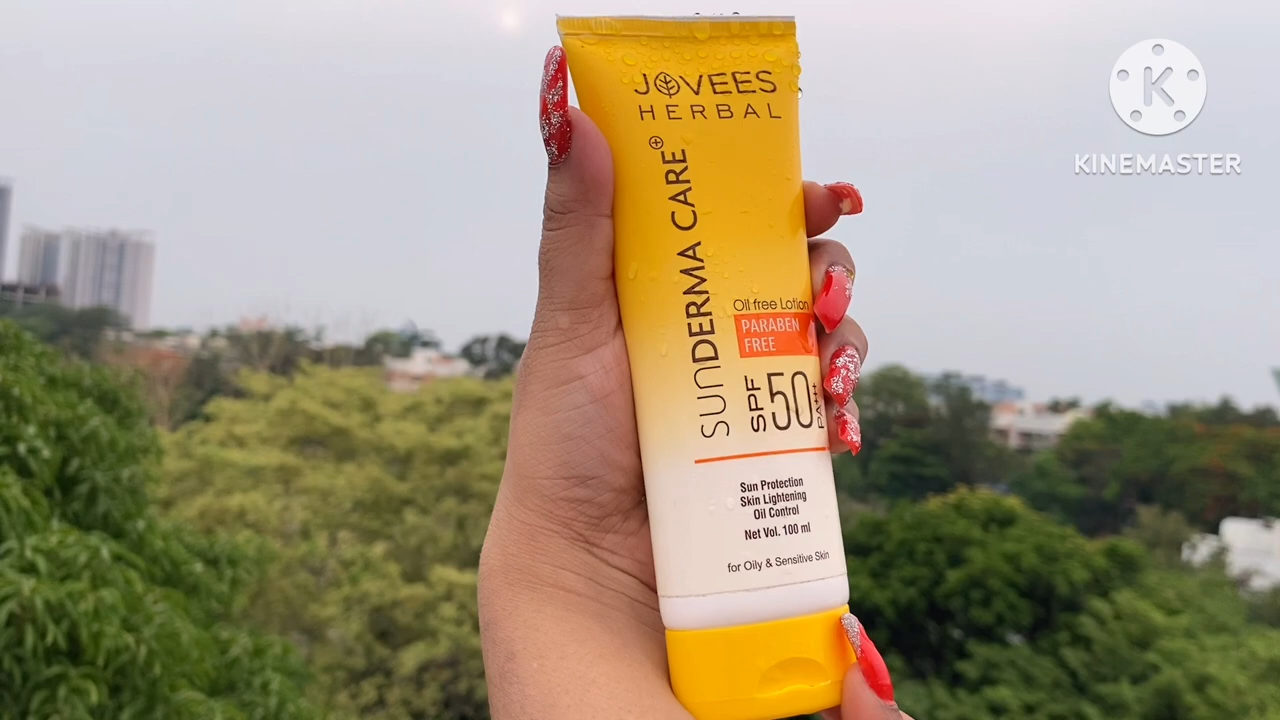 JOVEES
HERBAL
SUNDERMA CARE+
Oil free Lotion
PARABEN
FREE
SPF 50 PA+++
Sun Protection
Skin Lightening
Oil Control
Net Vol. 100 ml
for Oily & Sensitive Skin
K
KINEMASTER